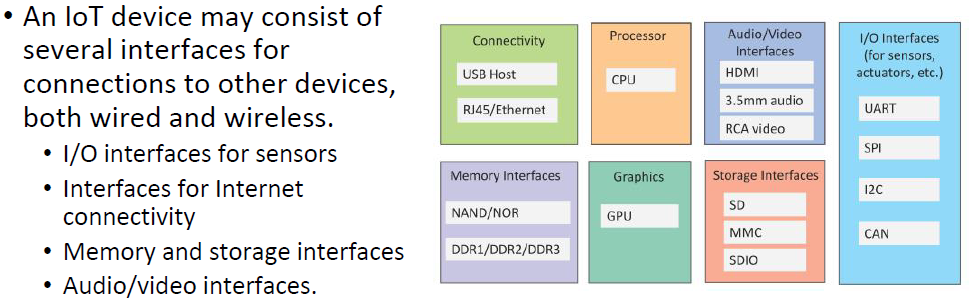 • An IoT device may consist of
several interfaces for
connections to other devices,
both wired and wireless.
• I/O interfaces for sensors
• Interfaces for Internet
connectivity
• Memory and storage interfaces
• Audio/video interfaces.
Connectivity
USB Host
RJ45/Ethernet
Processor
CPU
Audio/Video
Interfaces
HDMI
3.5mm audio
RCA video
I/O Interfaces
(for sensors,
actuators, etc.)
UART
SPI
I2C
CAN
Memory Interfaces
NAND/NOR
DDR1/DDR2/DDR3
Graphics
GPU
Storage Interfaces
SD
MMC
SDIO